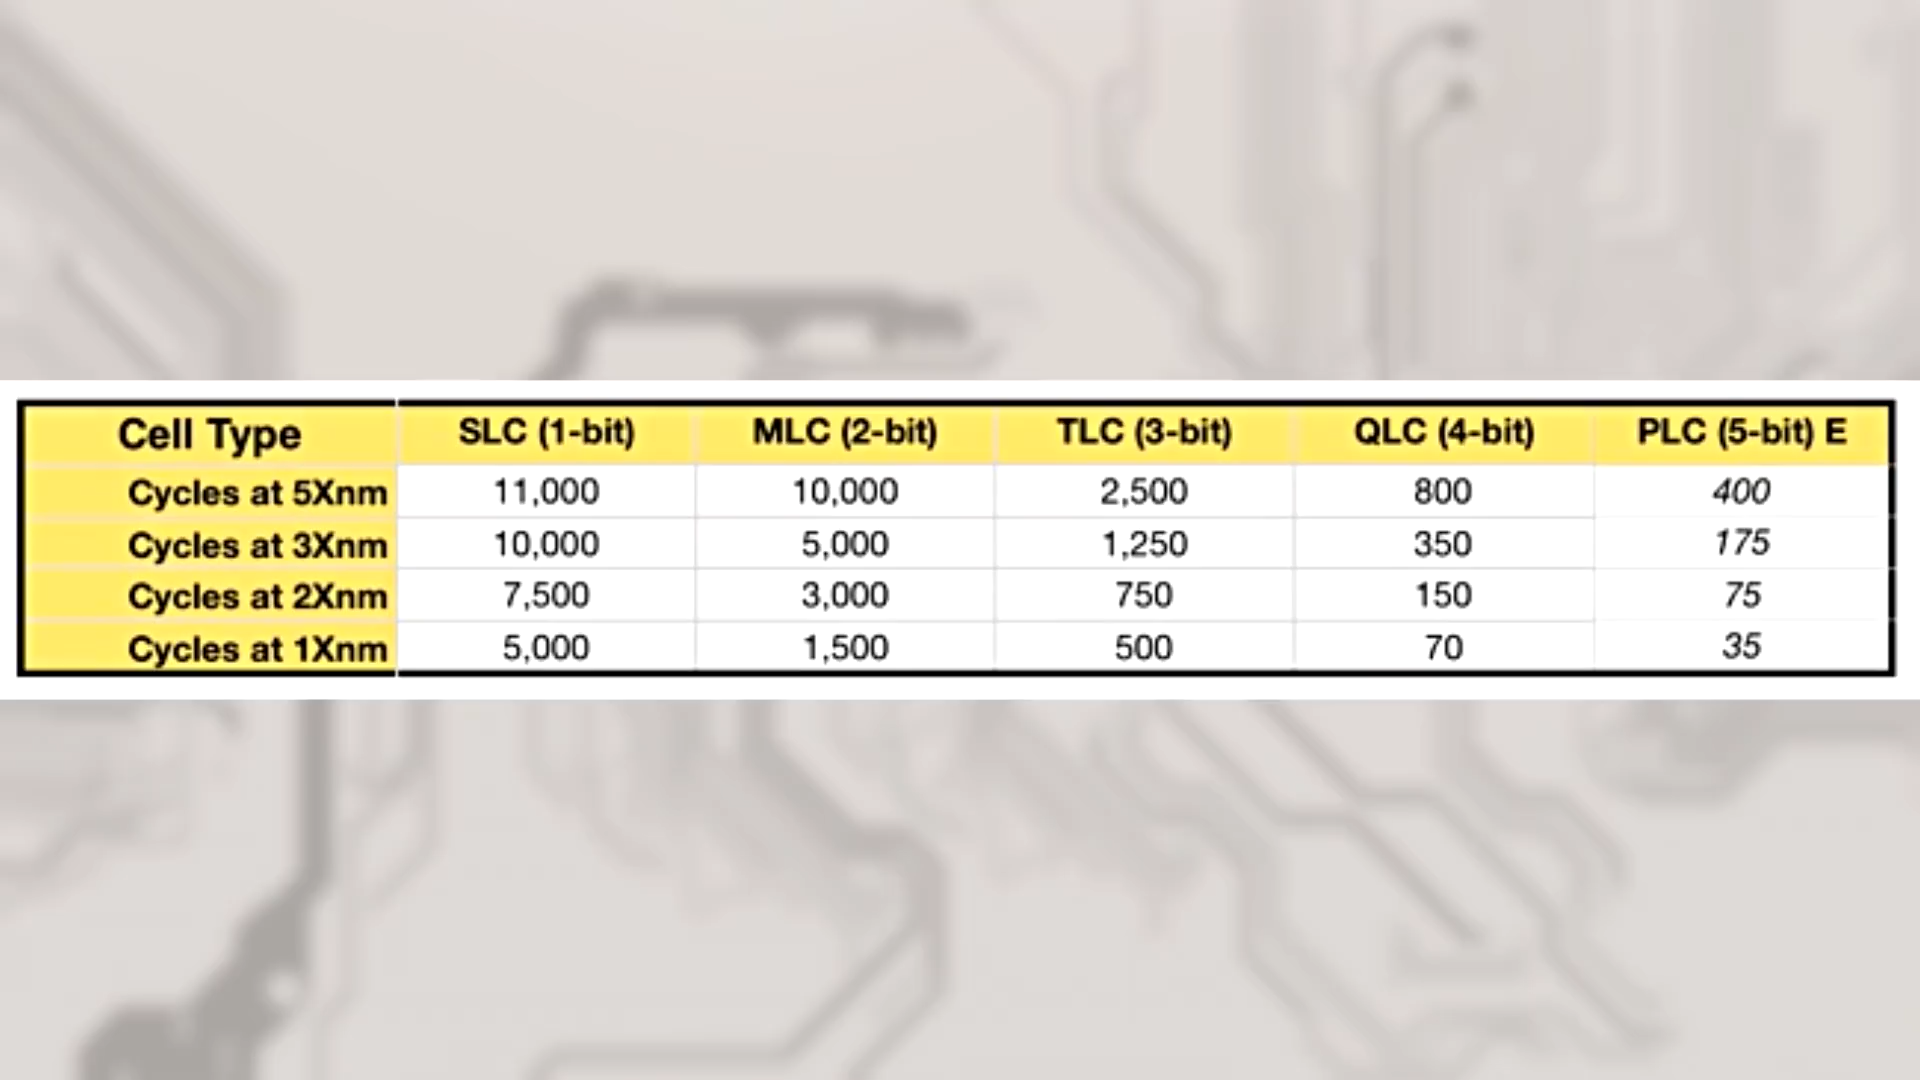 Cell Type SLC (1-bit) MLC (2-bit) TLC (3-bit) QLC (4-bit) PLC (5-bit) E
Cycles at 5Xnm 11,000 10,000 2,500 800 400
Cycles at 3Xnm 10,000 5,000 1,250 350 175
Cycles at 2Xnm 7,500 3,000 750 150 75
Cycles at 1Xnm 5,000 1,500 500 70 35